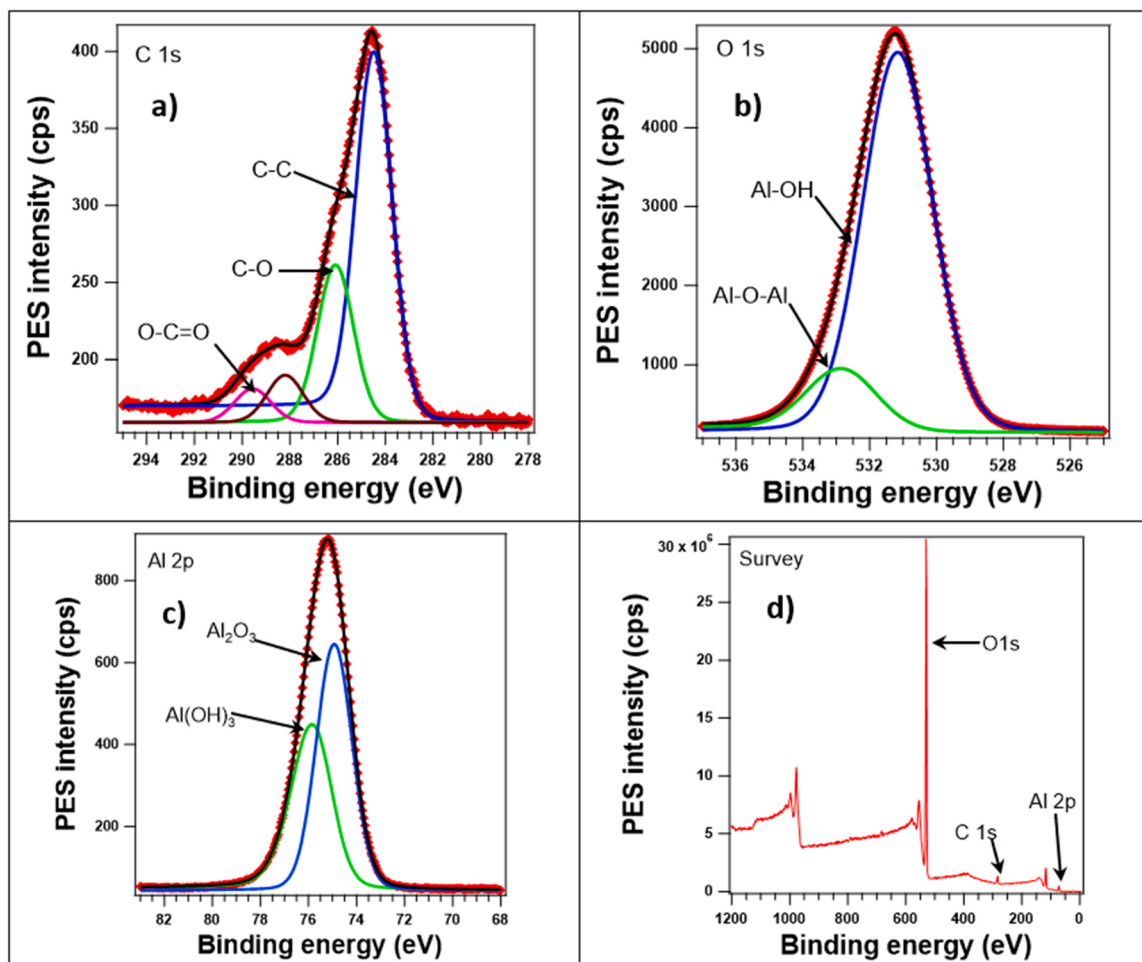 C 1s
a)
PES intensity (cps)
400
350
300
250
200
C-C
C-O
O-C=O
294 292 290 288 286 284 282 280 278
Binding energy (eV)
O 1s
b)
PES intensity (cps)
5000
4000
3000
2000
1000
Al-OH
Al-O-Al
536 534 532 530 528 526
Binding energy (eV)
Al 2p
c)
PES intensity (cps)
800
600
400
200
Al₂O₃
Al(OH)₃
82 80 78 76 74 72 70 68
Binding energy (eV)
Survey
d)
PES intensity (cps)
30 x 10⁶
25
20
15
10
5
0
O1s
C 1s
Al 2p
1200 1000 800 600 400 200 0
Binding energy (eV)